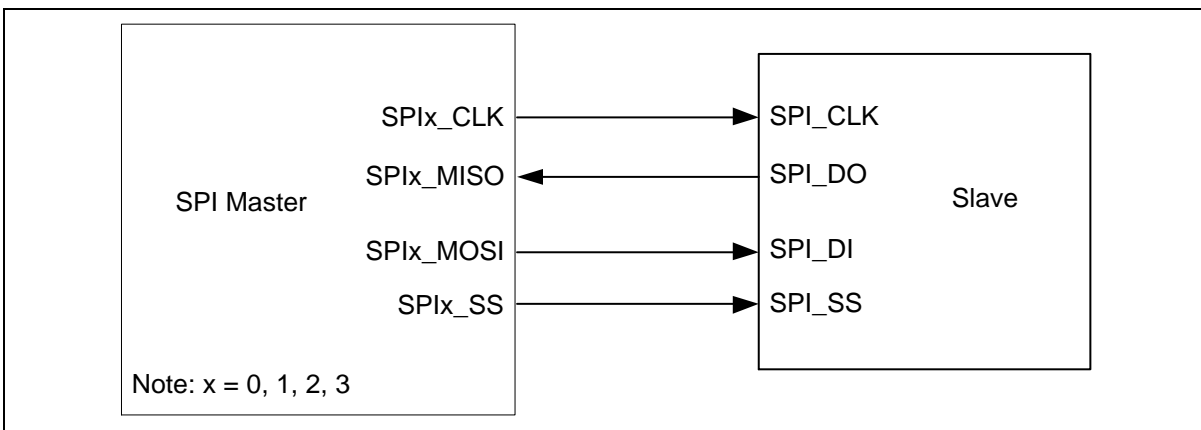 SPIx_CLK
SPI_CLK
SPIx_MISO
SPI_DO
SPI Master
Slave
SPIx_MOSI
SPI_DI
SPIx_SS
SPI_SS
Note: x = 0, 1, 2, 3